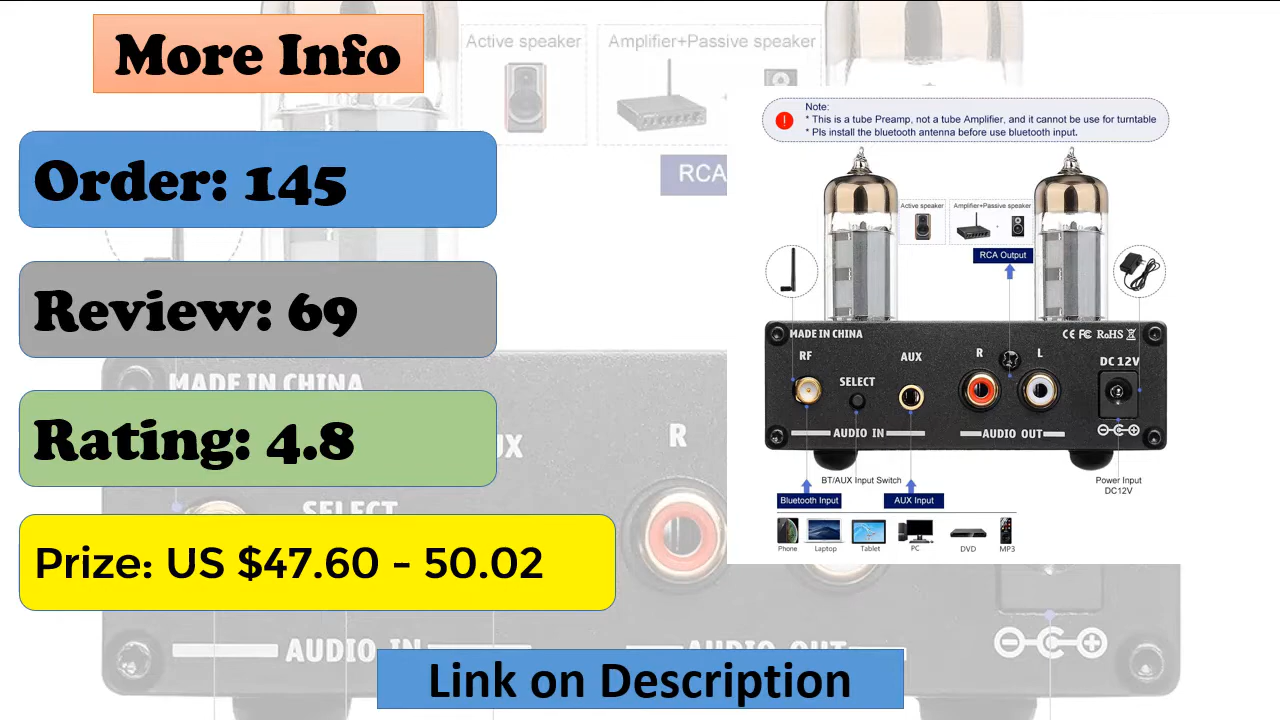 More Info
Order: 145
Review: 69
Rating: 4.8
Prize: US $47.60 - 50.02
Link on Description
Active speaker
Amplifier+Passive speaker
RCA
MADE IN CHINA
UX
R
SELECT
AUDIO IN
AUDIO OUT
Note:
* This is a tube Preamp, not a tube Amplifier, and it cannot be use for turntable
* Pls install the bluetooth antenna before use bluetooth input.
Active speaker
Amplifier+Passive speaker
RCA Output
MADE IN CHINA
CE FC RoHS
RF
SELECT
AUX
R
L
DC 12V
AUDIO IN
AUDIO OUT
BT/AUX Input Switch
Power Input
DC12V
Bluetooth Input
AUX Input
Phone
Laptop
Tablet
PC
DVD
MP3